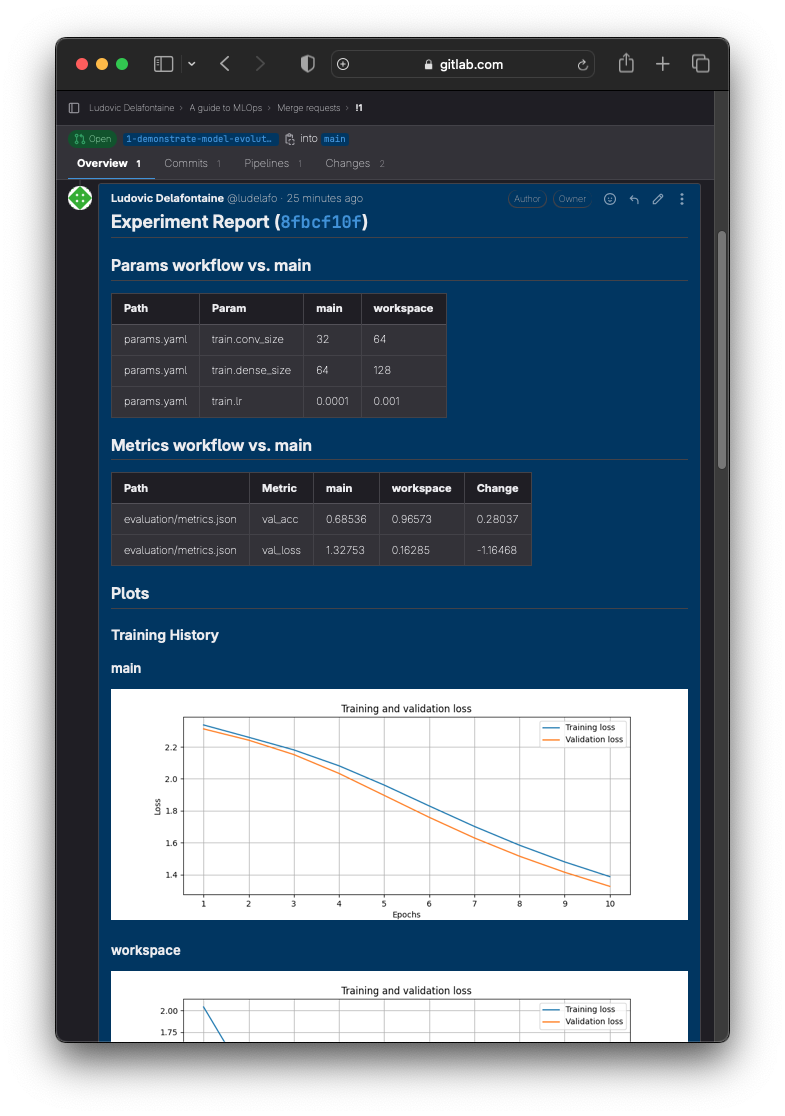 gitlab.com
Ludovic Delafontaine › A guide to MLOps › Merge requests › !1
Open 1-demonstrate-model-evolut… into main
Overview 1 Commits 1 Pipelines 1 Changes 2
Ludovic Delafontaine @ludelafo · 25 minutes ago Author Owner
Experiment Report (8fbcf10f)
Params workflow vs. main
Path Param main workspace
params.yaml train.conv_size 32 64
params.yaml train.dense_size 64 128
params.yaml train.lr 0.0001 0.001
Metrics workflow vs. main
Path Metric main workspace Change
evaluation/metrics.json val_acc 0.68536 0.96573 0.28037
evaluation/metrics.json val_loss 1.32753 0.16285 -1.16468
Plots
Training History
main
Training and validation loss
Training loss
Validation loss
2.2
2.0
1.8
1.6
1.4
Loss
1 2 3 4 5 6 7 8 9 10
Epochs
workspace
Training and validation loss
Training loss
Validation loss
2.00
1.75